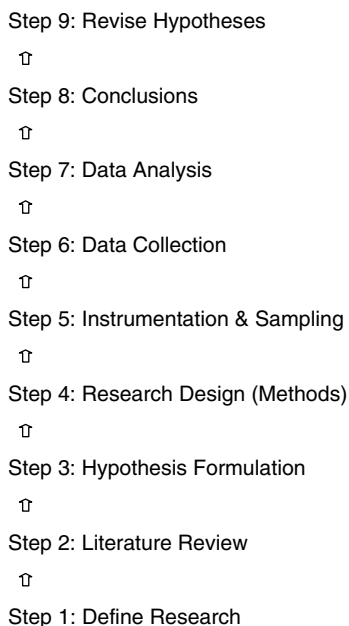 Step 9: Revise Hypotheses
⇧
Step 8: Conclusions
⇧
Step 7: Data Analysis
⇧
Step 6: Data Collection
⇧
Step 5: Instrumentation & Sampling
⇧
Step 4: Research Design (Methods)
⇧
Step 3: Hypothesis Formulation
⇧
Step 2: Literature Review
⇧
Step 1: Define Research